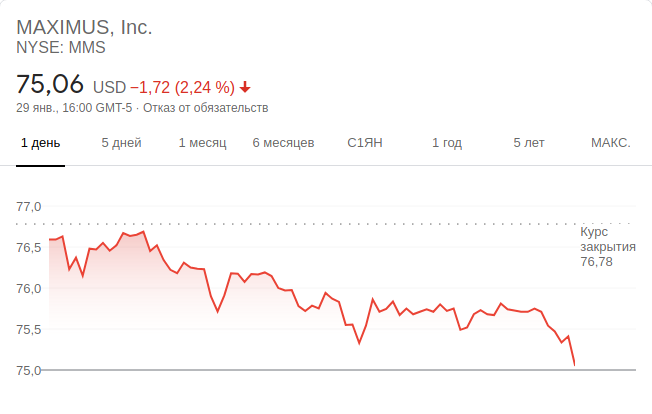 MAXIMUS, Inc.
NYSE: MMS
75,06 USD −1,72 (2,24 %)
29 янв., 16:00 GMT-5 · Отказ от обязательств
1 день 5 дней 1 месяц 6 месяцев С1ЯН 1 год 5 лет МАКС.
77,0
76,5
76,0
75,5
75,0
Курс
закрытия
76,78